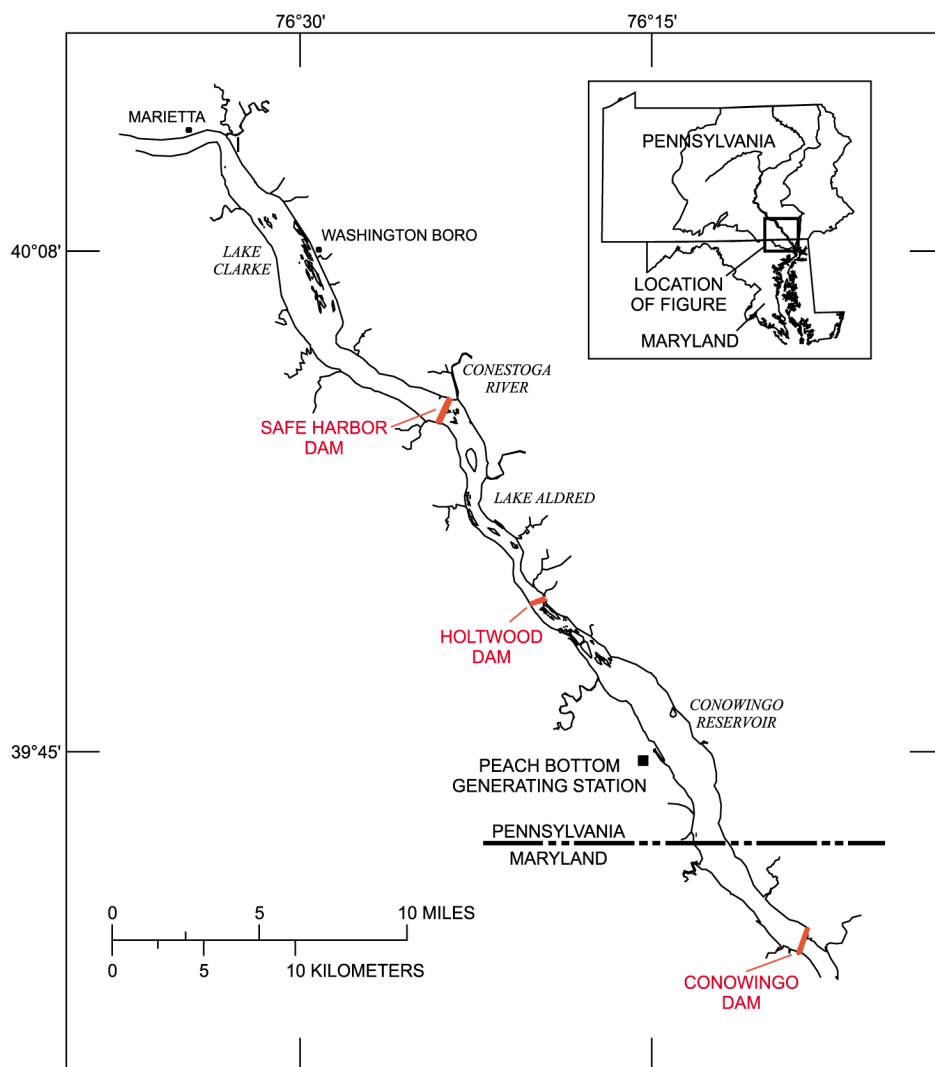 76°30'
76°15'
MARIETTA
PENNSYLVANIA
WASHINGTON BORO
40°08'
LAKE
CLARKE
LOCATION
OF FIGURE
MARYLAND
CONESTOGA
RIVER
SAFE HARBOR
DAM
LAKE ALDRED
HOLTWOOD
DAM
CONOWINGO
RESERVOIR
39°45'
PEACH BOTTOM
GENERATING STATION
PENNSYLVANIA
MARYLAND
0 5 10 MILES
0 5 10 KILOMETERS
CONOWINGO
DAM